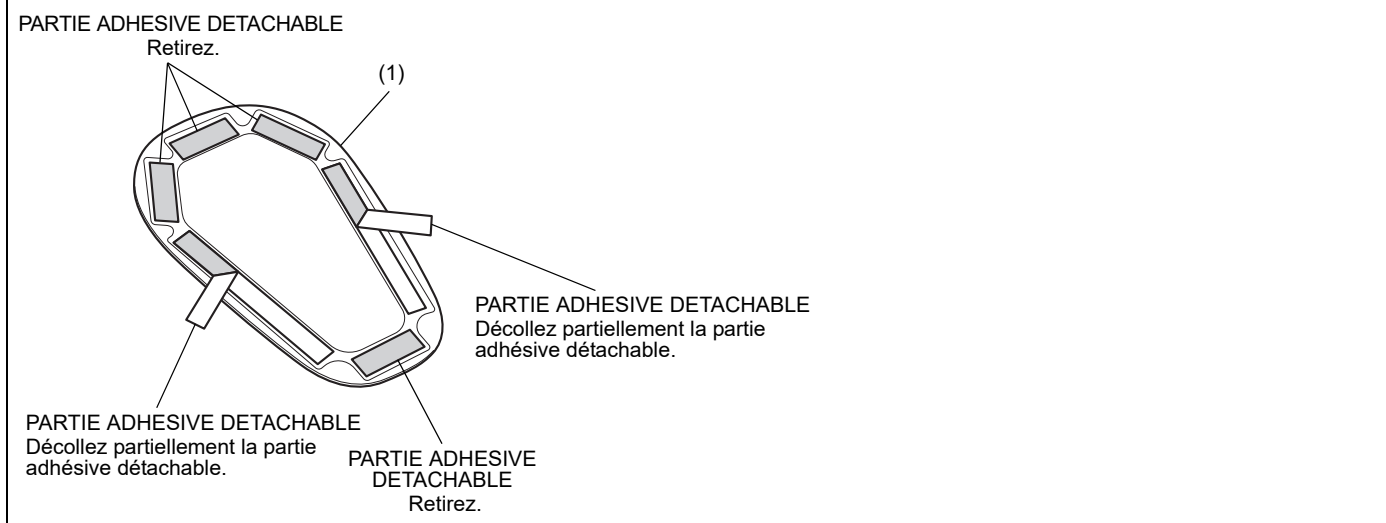 PARTIE ADHESIVE DETACHABLE
Retirez.
(1)
PARTIE ADHESIVE DETACHABLE
Décollez partiellement la partie
adhésive détachable.
PARTIE ADHESIVE DETACHABLE
Décollez partiellement la partie
adhésive détachable.
PARTIE ADHESIVE
DETACHABLE
Retirez.